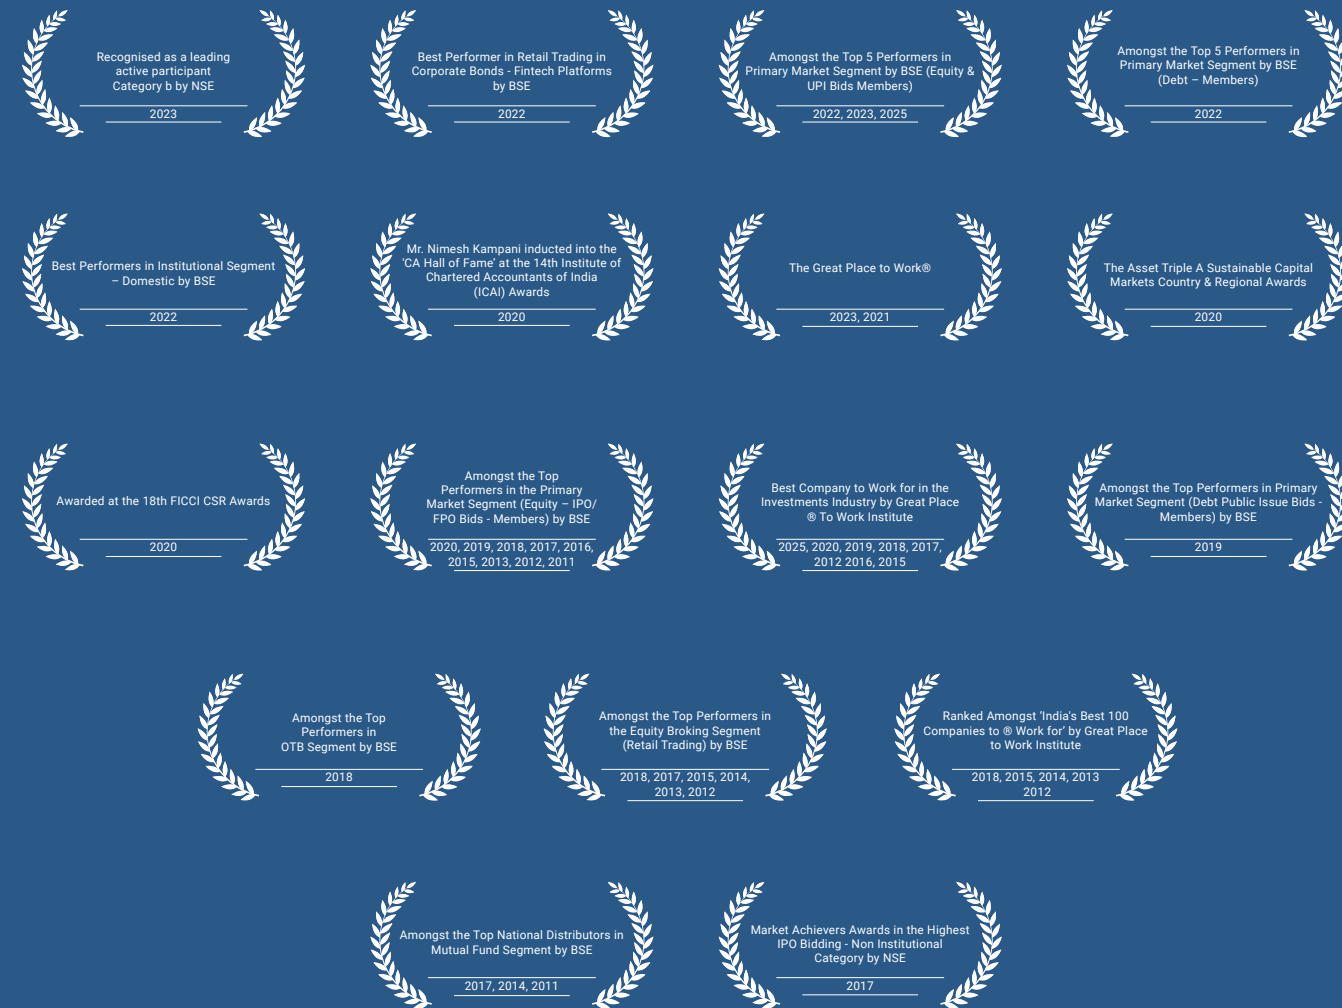 Recognised as a leading
active participant
Category b by NSE
2023
Best Performer in Retail Trading in
Corporate Bonds - Fintech Platforms
by BSE
2022
Amongst the Top 5 Performers in
Primary Market Segment by BSE (Equity &
UPI Bids Members)
2022, 2023, 2025
Amongst the Top 5 Performers in
Primary Market Segment by BSE
(Debt – Members)
2022
Best Performers in Institutional Segment
– Domestic by BSE
2022
Mr. Nimesh Kampani inducted into the
'CA Hall of Fame' at the 14th Institute of
Chartered Accountants of India
(ICAI) Awards
2020
The Great Place to Work®
2023, 2021
The Asset Triple A Sustainable Capital
Markets Country & Regional Awards
2020
Awarded at the 18th FICCI CSR Awards
2020
Amongst the Top
Performers in the Primary
Market Segment (Equity – IPO/
FPO Bids - Members) by BSE
2020, 2019, 2018, 2017, 2016,
2015, 2013, 2012, 2011
Best Company to Work for in the
Investments Industry by Great Place
® To Work Institute
2025, 2020, 2019, 2018, 2017,
2012 2016, 2015
Amongst the Top Performers in Primary
Market Segment (Debt Public Issue Bids -
Members) by BSE
2019
Amongst the Top
Performers in
OTB Segment by BSE
2018
Amongst the Top Performers in
the Equity Broking Segment
(Retail Trading) by BSE
2018, 2017, 2015, 2014,
2013, 2012
Ranked Amongst 'India's Best 100
Companies to ® Work for' by Great Place
to Work Institute
2018, 2015, 2014, 2013
2012
Amongst the Top National Distributors in
Mutual Fund Segment by BSE
2017, 2014, 2011
Market Achievers Awards in the Highest
IPO Bidding - Non Institutional
Category by NSE
2017